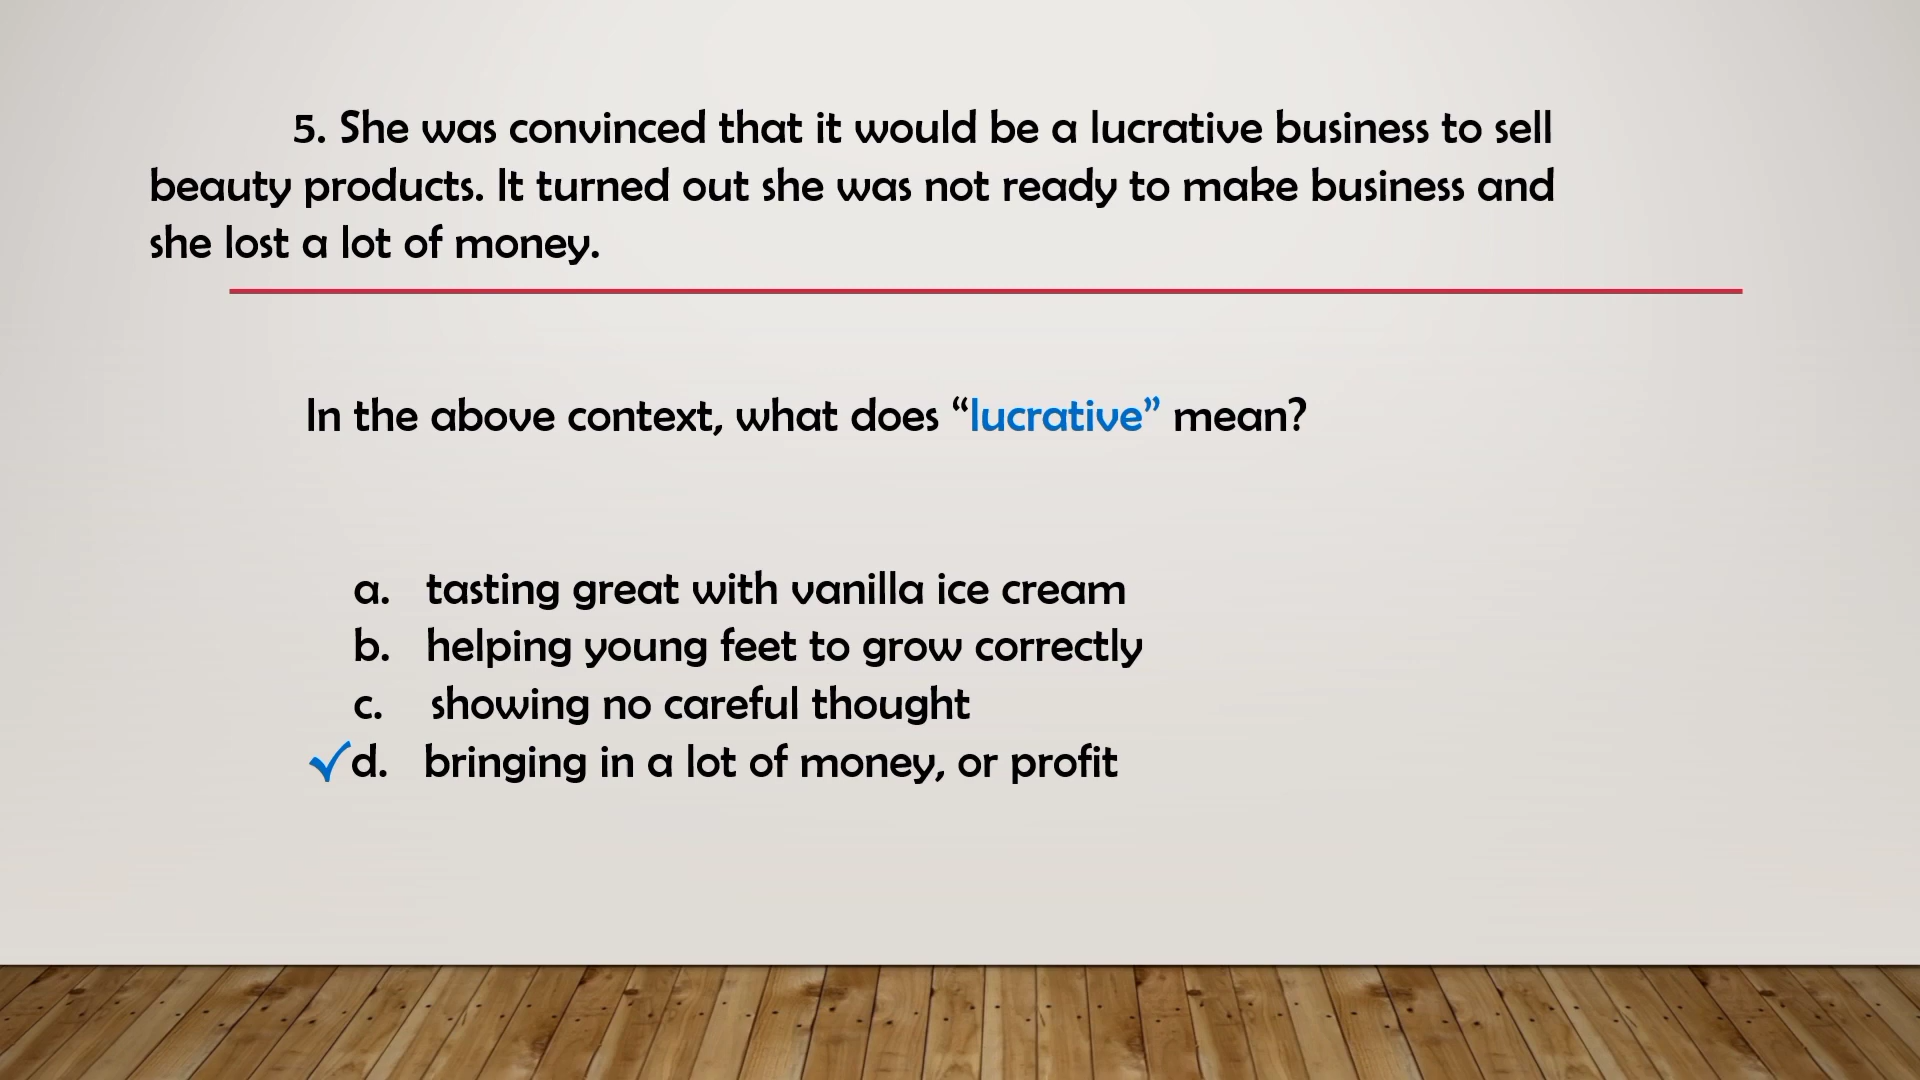 5. She was convinced that it would be a lucrative business to sell
beauty products. It turned out she was not ready to make business and
she lost a lot of money.
In the above context, what does “lucrative” mean?
a. tasting great with vanilla ice cream
b. helping young feet to grow correctly
c. showing no careful thought
✓d. bringing in a lot of money, or profit